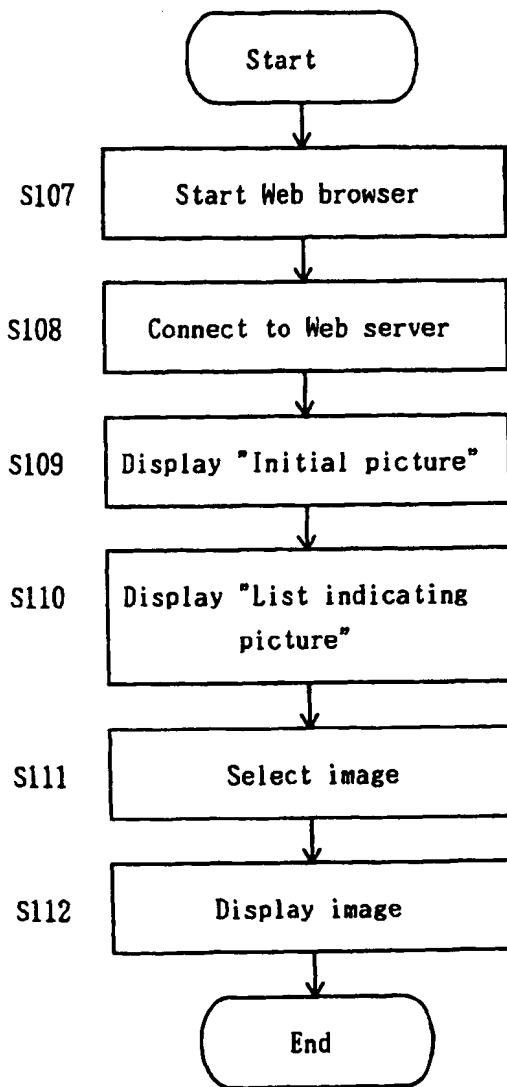 Start
S107 Start Web browser
S108 Connect to Web server
S109 Display "Initial picture"
S110 Display "List indicating
picture"
S111 Select image
S112 Display image
End